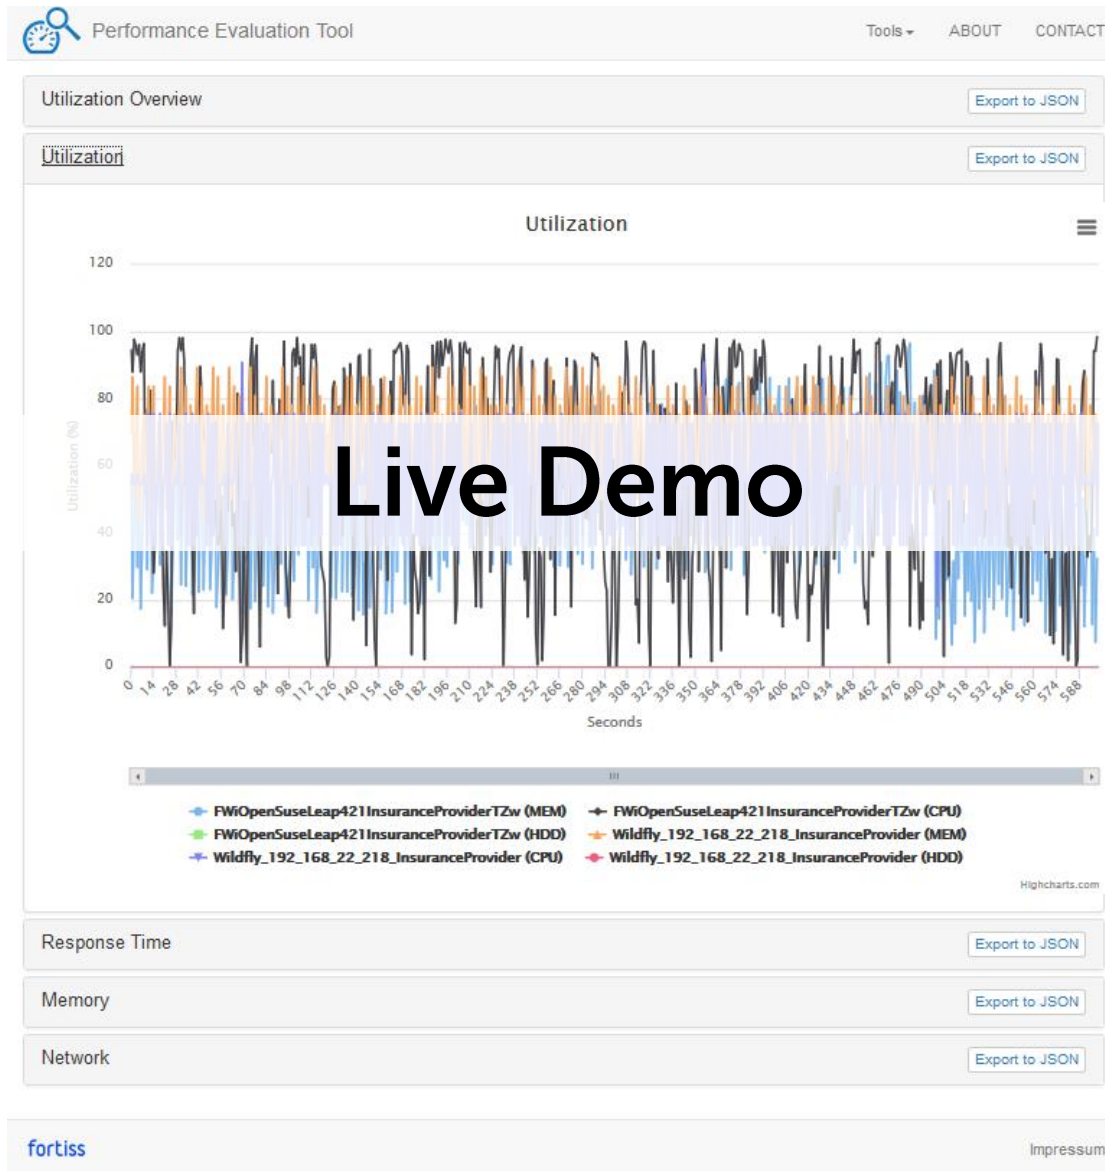 Performance Evaluation Tool Tools ABOUT CONTACT
Utilization Overview Export to JSON
Utilization Export to JSON
Utilization
120
100
80
60
40
20
0
Utilization (%)
Live Demo
0 14 28 42 56 70 84 98 112 126 140 154 168 182 196 210 224 238 252 266 280 294 308 322 336 350 364 378 392 406 420 434 448 462 476 490 504 518 532 546 560 574 588
Seconds
FWiOpenSuseLeap421InsuranceProviderTZw (MEM) FWiOpenSuseLeap421InsuranceProviderTZw (CPU)
FWiOpenSuseLeap421InsuranceProviderTZw (HDD) Wildfly_192_168_22_218_InsuranceProvider (MEM)
Wildfly_192_168_22_218_InsuranceProvider (CPU) Wildfly_192_168_22_218_InsuranceProvider (HDD)
Highcharts.com
Response Time Export to JSON
Memory Export to JSON
Network Export to JSON
fortiss Impressum